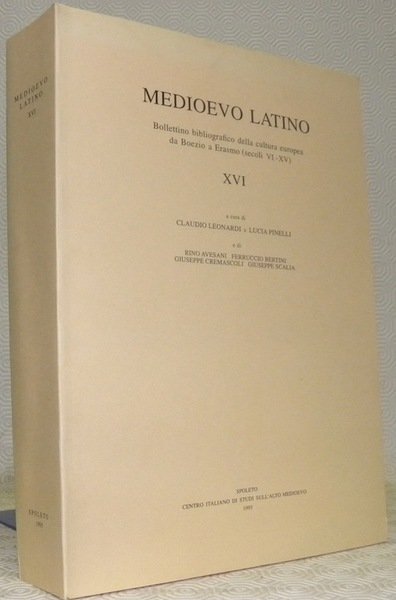 MEDIOEVO
LATINO
XVI
SPOLETO
1995
MEDIOEVO LATINO
Bollettino bibliografico della cultura europea
da Boezio a Erasmo (secoli VI-XV)
XVI
a cura di
CLAUDIO LEONARDI e LUCIA PINELLI
e di
RINO AVESANI FERRUCCIO BERTINI
GIUSEPPE CREMASCOLI GIUSEPPE SCALIA
SPOLETO
CENTRO ITALIANO DI STUDI SULL'ALTO MEDIOEVO
1995